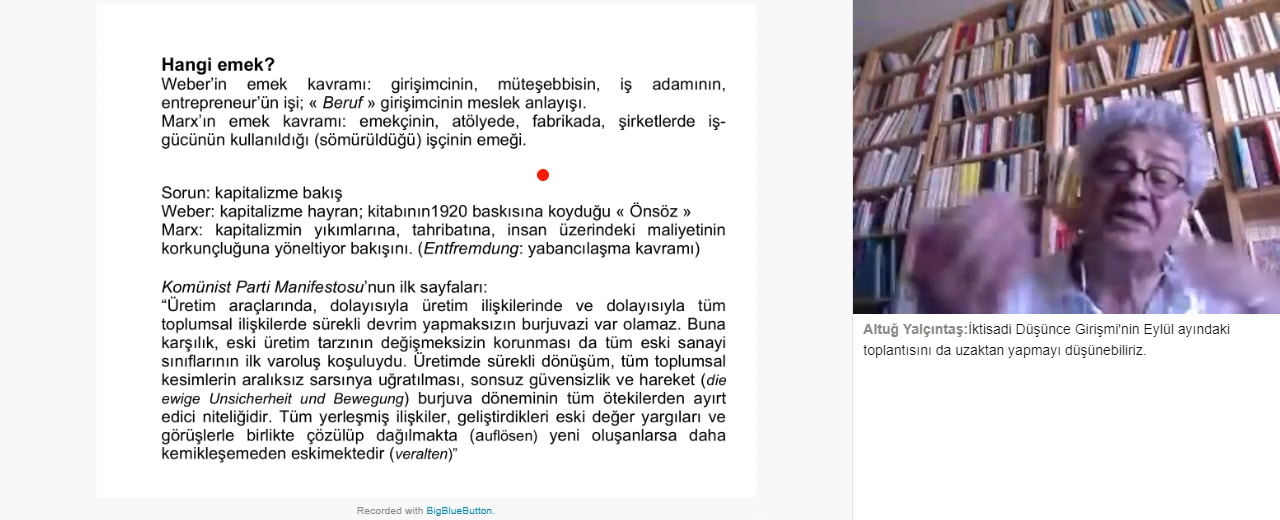 Hangi emek?
Weber'in emek kavramı: girişimcinin, müteşebbisin, iş adamının,
entrepreneur'ün işi; « Beruf » girişimcinin meslek anlayışı.
Marx'ın emek kavramı: emekçinin, atölyede, fabrikada, şirketlerde iş-
gücünün kullanıldığı (sömürüldüğü) işçinin emeği.
Sorun: kapitalizme bakış
Weber: kapitalizme hayran; kitabının1920 baskısına koyduğu « Önsöz »
Marx: kapitalizmin yıkımlarına, tahribatına, insan üzerindeki maliyetinin
korkunçluğuna yöneltiyor bakışını. (Entfremdung: yabancılaşma kavramı)
Komünist Parti Manifestosu'nun ilk sayfaları:
“Üretim araçlarında, dolayısıyla üretim ilişkilerinde ve dolayısıyla tüm
toplumsal ilişkilerde sürekli devrim yapmaksızın burjuvazi var olamaz. Buna
karşılık, eski üretim tarzının değişmeksizin korunması da tüm eski sanayi
sınıflarının ilk varoluş koşuluydu. Üretimde sürekli dönüşüm, tüm toplumsal
kesimlerin aralıksız sarsınya uğratılması, sonsuz güvensizlik ve hareket (die
ewige Unsicherheit und Bewegung) burjuva döneminin tüm ötekilerden ayırt
edici niteliğidir. Tüm yerleşmiş ilişkiler, geliştirdikleri eski değer yargıları ve
görüşlerle birlikte çözülüp dağılmakta (auflösen) yeni oluşanlarsa daha
kemikleşemeden eskimektedir (veralten)”
Recorded with BigBlueButton.
Altuğ Yalçıntaş:İktisadi Düşünce Girişmi'nin Eylül ayındaki
toplantısını da uzaktan yapmayı düşünebiliriz.